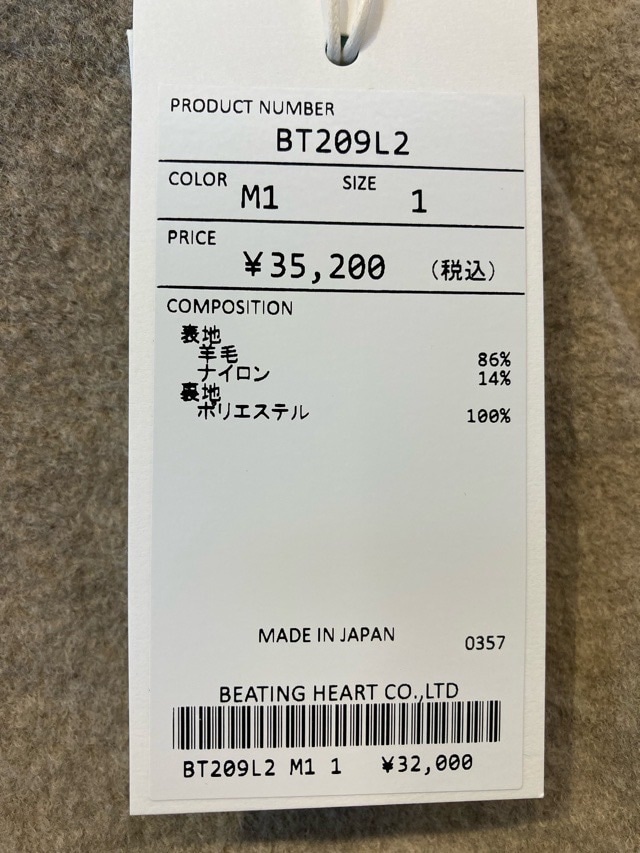 PRODUCT NUMBER
BT209L2
COLOR M1 SIZE 1
PRICE
¥35,200 (税込)
COMPOSITION
表地
羊毛 86%
ナイロン 14%
裏地
ポリエステル 100%
MADE IN JAPAN 0357
BEATING HEART CO.,LTD
BT209L2 M1 1 ¥32,000